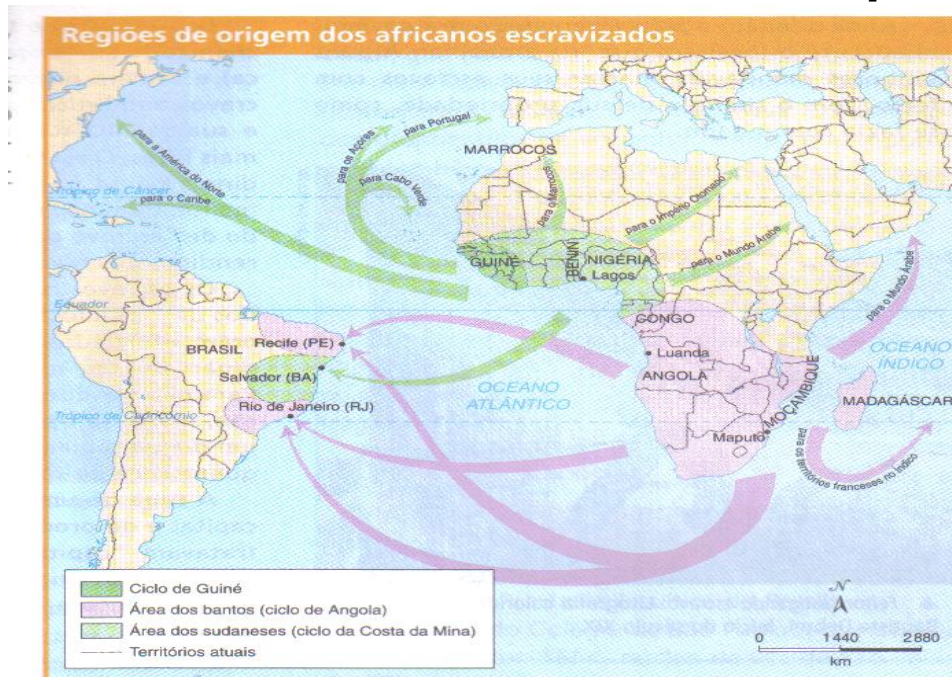 Regiões de origem dos africanos escravizados
para a América do Norte
para os Açores
para Portugal
MARROCOS
Trópico de Câncer
para o Caribe
para Cabo Verde
para o Marrocos
para o Império Otomano
para o Mundo Árabe
GUINÉ
BENIN
NIGÉRIA
Lagos
para o Mundo Árabe
Equador
CONGO
BRASIL
Recife (PE)
Luanda
OCEANO
ÍNDICO
Salvador (BA)
OCEANO
ATLÂNTICO
ANGOLA
MOÇAMBIQUE
MADAGÁSCAR
Trópico de Capricórnio
Rio de Janeiro (RJ)
Maputo
para os territórios franceses no Índico
Ciclo de Guiné
Área dos bantos (ciclo de Angola)
Área dos sudaneses (ciclo da Costa da Mina)
Territórios atuais
N
0 1440 2880
km